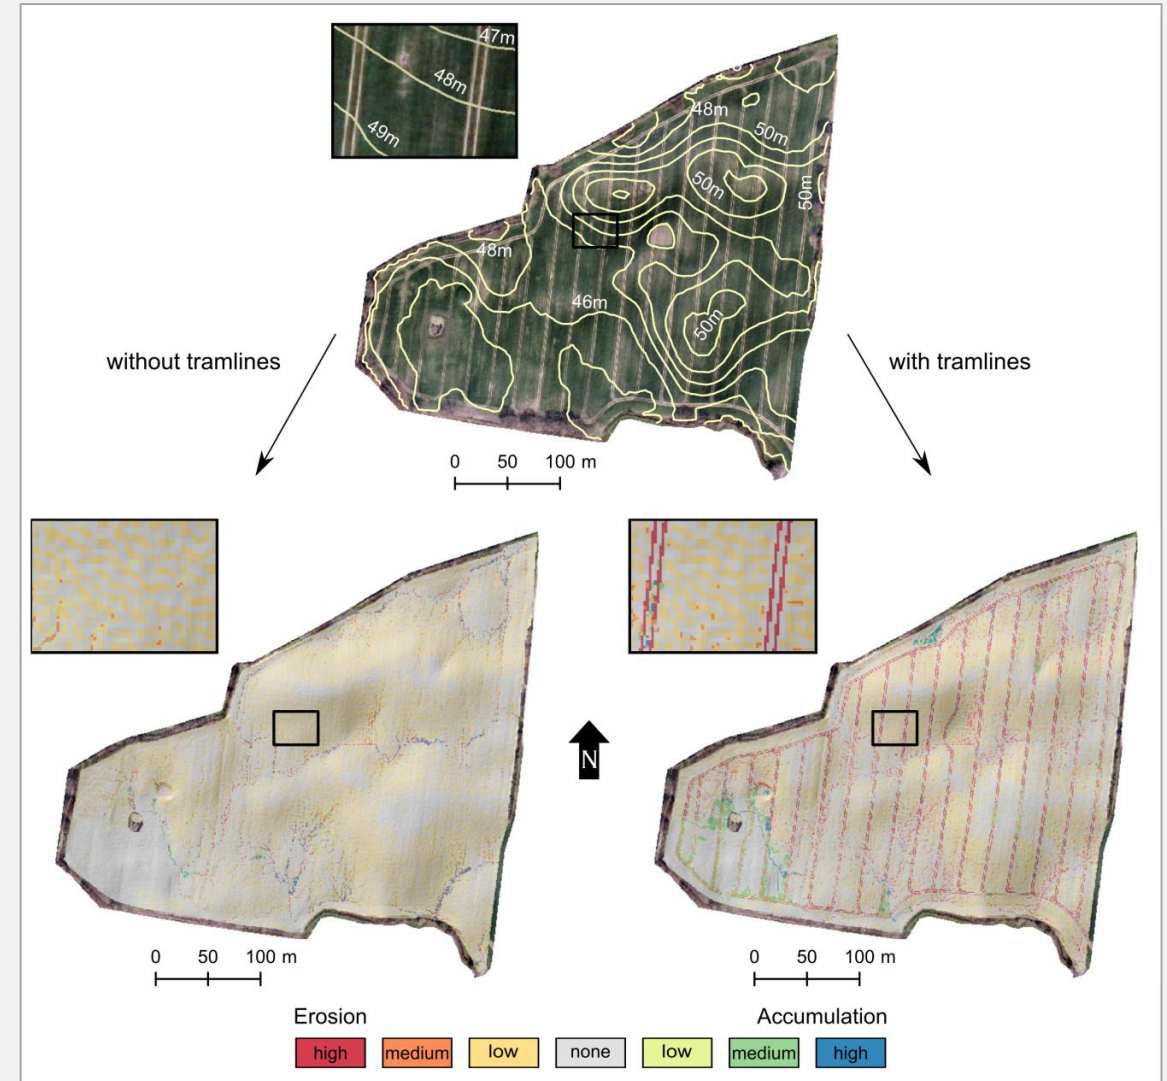 47m
48m
49m
48m
50m
50m
50m
48m
46m
50m
without tramlines
with tramlines
0 50 100 m
N
0 50 100 m
0 50 100 m
Erosion
Accumulation
high medium low none low medium high